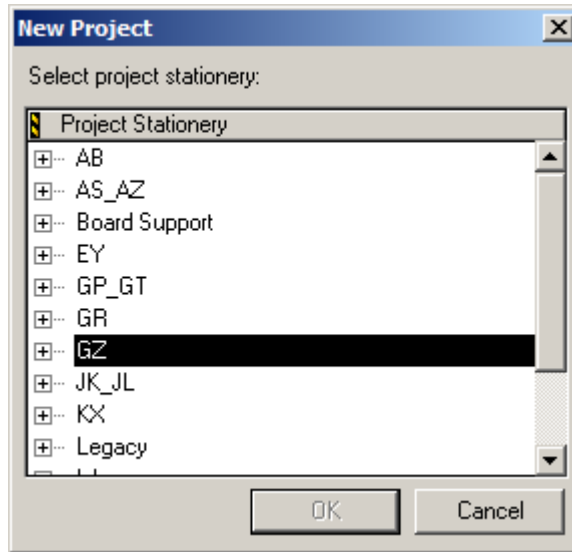 New Project
Select project stationery:
Project Stationery
AB
AS_AZ
Board Support
EY
GP_GT
GR
GZ
JK_JL
KX
Legacy
OK Cancel